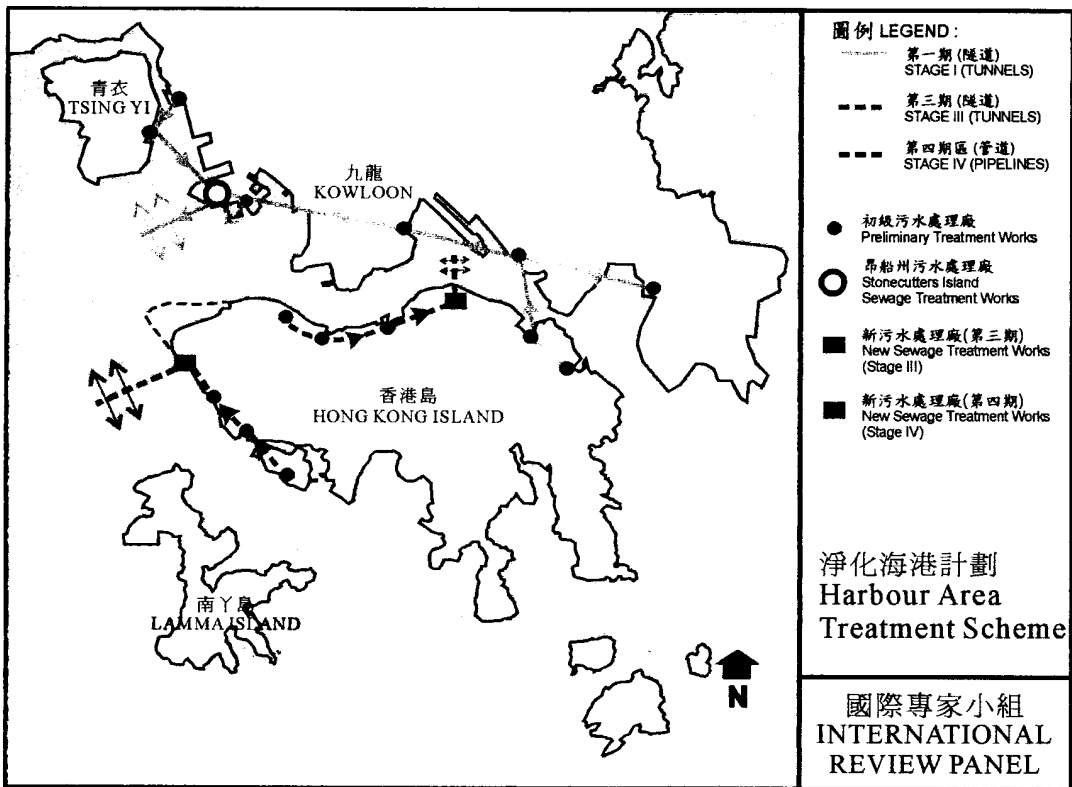 青衣
TSING YI
九龍
KOWLOON
香港島
HONG KONG ISLAND
南丫島
LAMMA ISLAND
N
圖例 LEGEND :
第一期 (隧道)
STAGE I (TUNNELS)
第三期 (隧道)
STAGE III (TUNNELS)
第四期區 (管道)
STAGE IV (PIPELINES)
初級污水處理廠
Preliminary Treatment Works
昂船州污水處理廠
Stonecutters Island
Sewage Treatment Works
新污水處理廠(第三期)
New Sewage Treatment Works
(Stage III)
新污水處理廠(第四期)
New Sewage Treatment Works
(Stage IV)
淨化海港計劃
Harbour Area
Treatment Scheme
國際專家小組
INTERNATIONAL
REVIEW PANEL